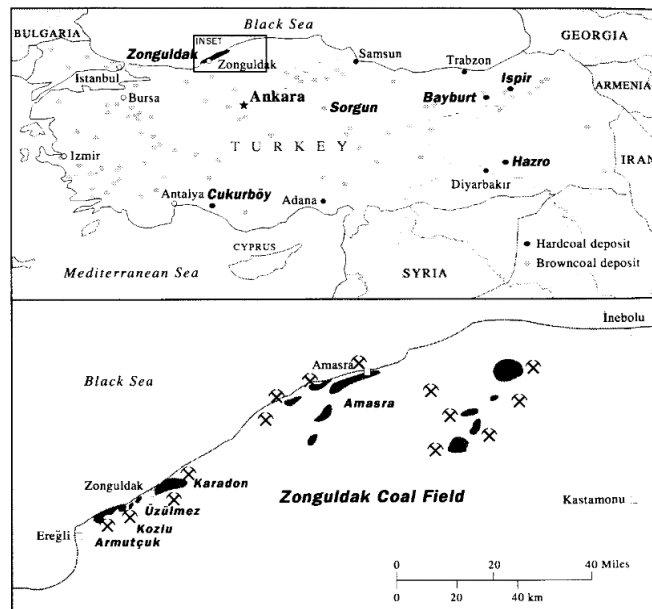 Black Sea
BULGARIA
GEORGIA
INSET
Zonguldak
Zonguldak
Samsun
Trabzon
Istanbul
Ispir
ARMENIA
Bursa
Ankara
Sorgun
Bayburt
TURKEY
Izmir
Hazro
IRAN
Diyarbakır
Antalya
Cukurböy
Adana
CYPRUS
Hardcoal deposit
Mediterranean Sea
SYRIA
Browncoal deposit
İnebolu
Black Sea
Amasra
Amasra
Zonguldak
Karadon
Üzülmez
Zonguldak Coal Field
Kastamonu
Kozlu
Ereğli
Armutçuk
0 20 40 Miles
0 20 40 km